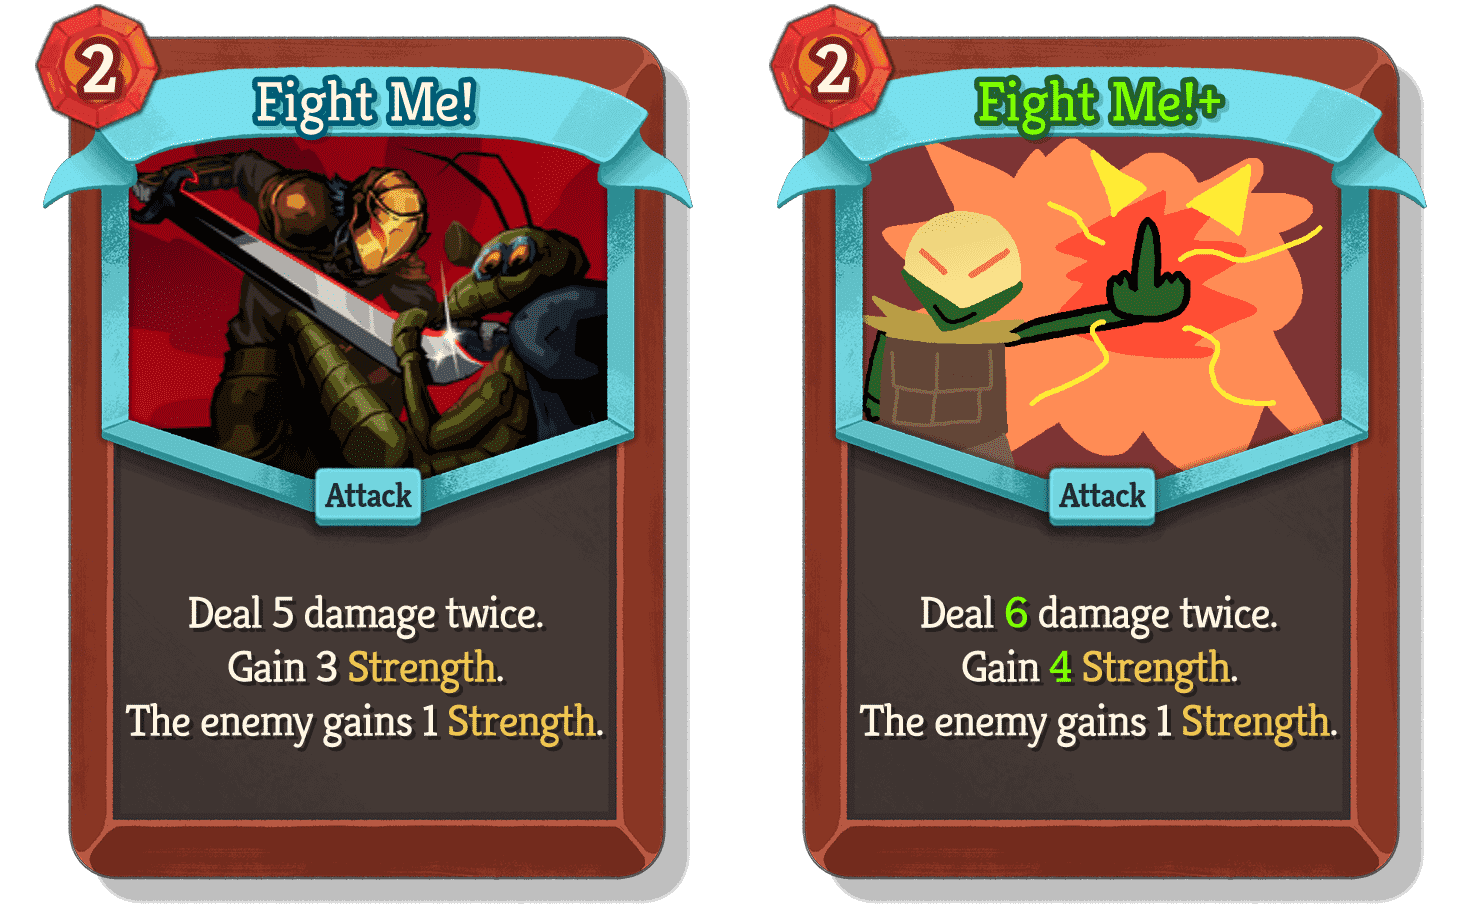 2
Fight Me!
Attack
Deal 5 damage twice.
Gain 3 Strength.
The enemy gains 1 Strength.
2
Fight Me!+
Attack
Deal 6 damage twice.
Gain 4 Strength.
The enemy gains 1 Strength.